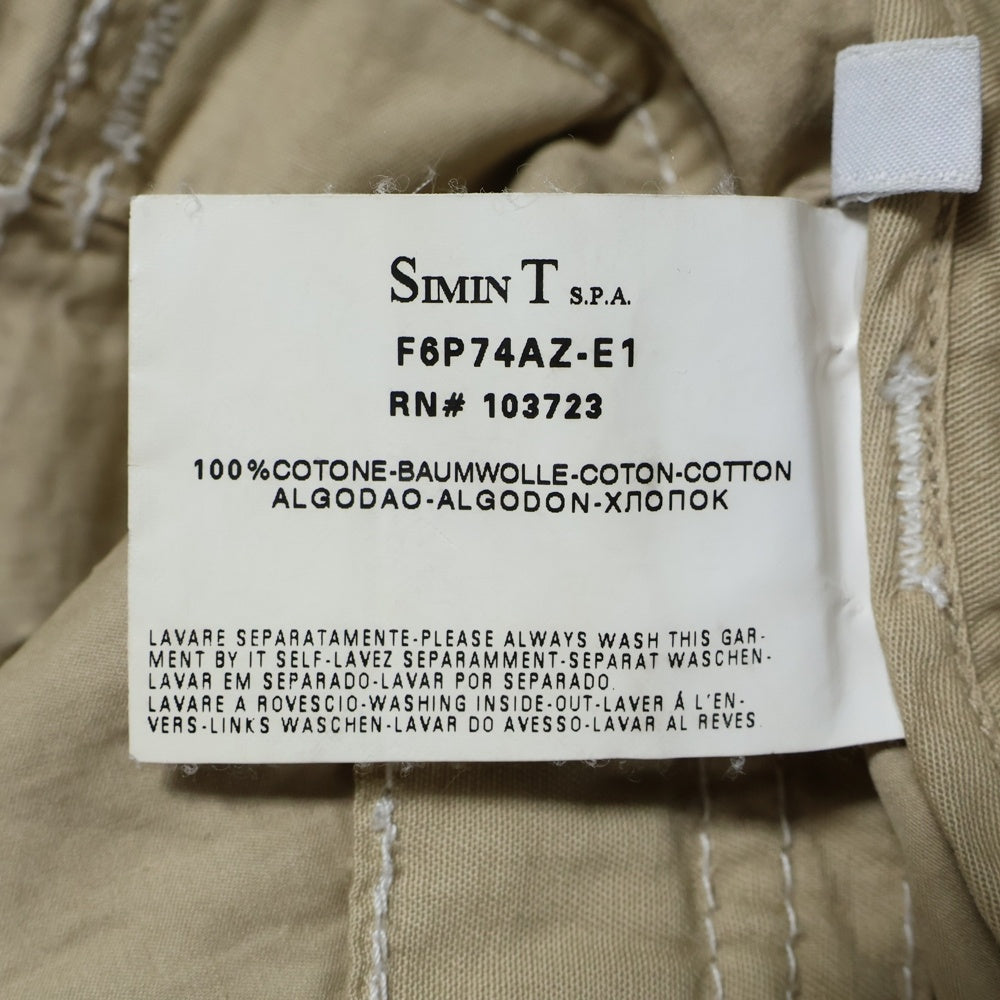 SIMIN T S.P.A.
F6P74AZ-E1
RN# 103723
100%COTONE-BAUMWOLLE-COTON-COTTON
ALGODAO-ALGODON-ХЛОПОК
LAVARE SEPARATAMENTE-PLEASE ALWAYS WASH THIS GAR-
MENT BY IT SELF-LAVEZ SEPARAMMENT-SEPARAT WASCHEN-
LAVAR EM SEPARADO-LAVAR POR SEPARADO.
LAVARE A ROVESCIO-WASHING INSIDE-OUT-LAVER Á L'EN-
VERS-LINKS WASCHEN-LAVAR DO AVESSO-LAVAR AL REVES.